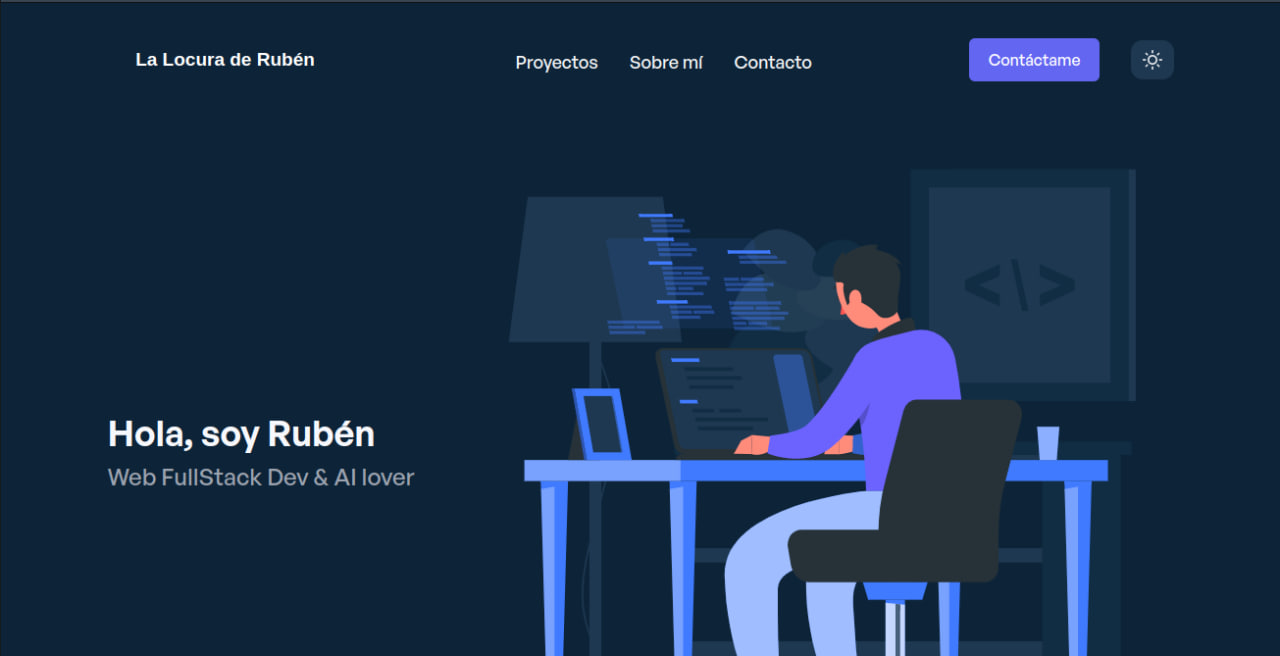 La Locura de Rubén
Proyectos Sobre mí Contacto
Contáctame
</>
Hola, soy Rubén
Web FullStack Dev & AI lover